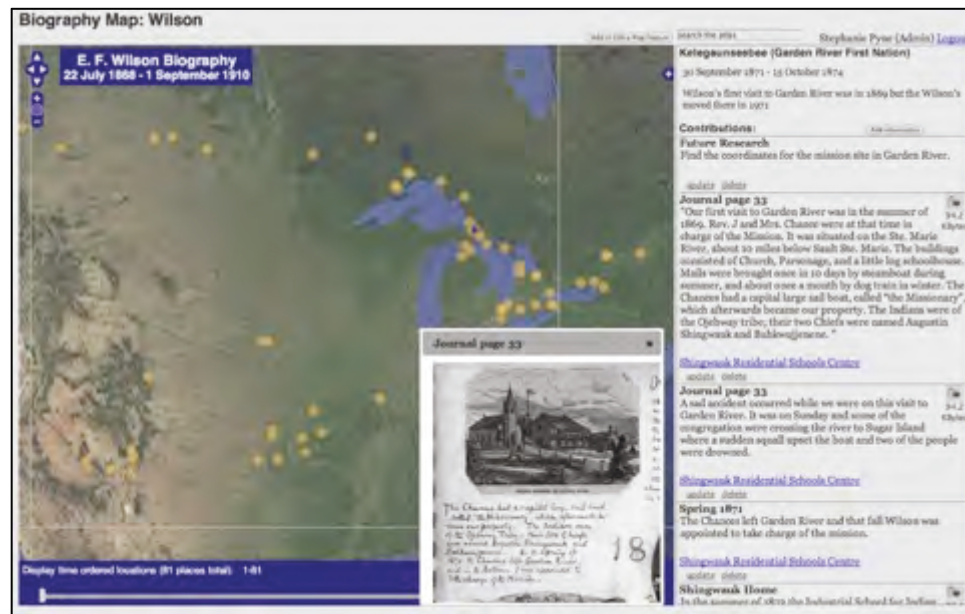 Biography Map: Wilson
E. F. Wilson Biography
22 July 1868 - 1 September 1910
Stephanie Pyne (Admin) Logout
Ketegaunseebee (Garden River First Nation)
30 September 1871 - 15 October 1874
Wilson's first visit to Garden River was in 1869 but the Wilson's
moved there in 1971
Contributions:
Future Research
Find the coordinates for the mission site in Garden River.
update delete
Journal page 33
"Our first visit to Garden River was in the summer of
1869. Rev. J and Mrs. Chance were at that time in
charge of the Mission. It was situated on the Ste. Marie
River, about 10 miles below Sault Ste. Marie. The buildings
consisted of Church, Parsonage, and a little log schoolhouse.
Mails were brought once in 10 days by steamboat during
summer, and about once a month by dog train in winter. The
Chances had a capital large sail boat, called "the Missionary",
which afterwards became our property. The Indians were of
the Ojebway tribe; their two Chiefs were named Augustin
Shingwauk and Buhkwujjenene. "
Shingwauk Residential Schools Centre
update delete
Journal page 33
A sad accident occurred while we were on this visit to
Garden River. It was on Sunday and some of the
congregation were crossing the river to Sugar Island
where a sudden squall upset the boat and two of the people
were drowned.
Shingwauk Residential Schools Centre
update delete
Spring 1871
The Chances left Garden River and that fall Wilson was
appointed to take charge of the mission.
Shingwauk Residential Schools Centre
update delete
Shingwauk Home
In the summer of 1873 the Industrial School for Indian
Journal page 33
18
Display time ordered locations (81 places total) 1-81